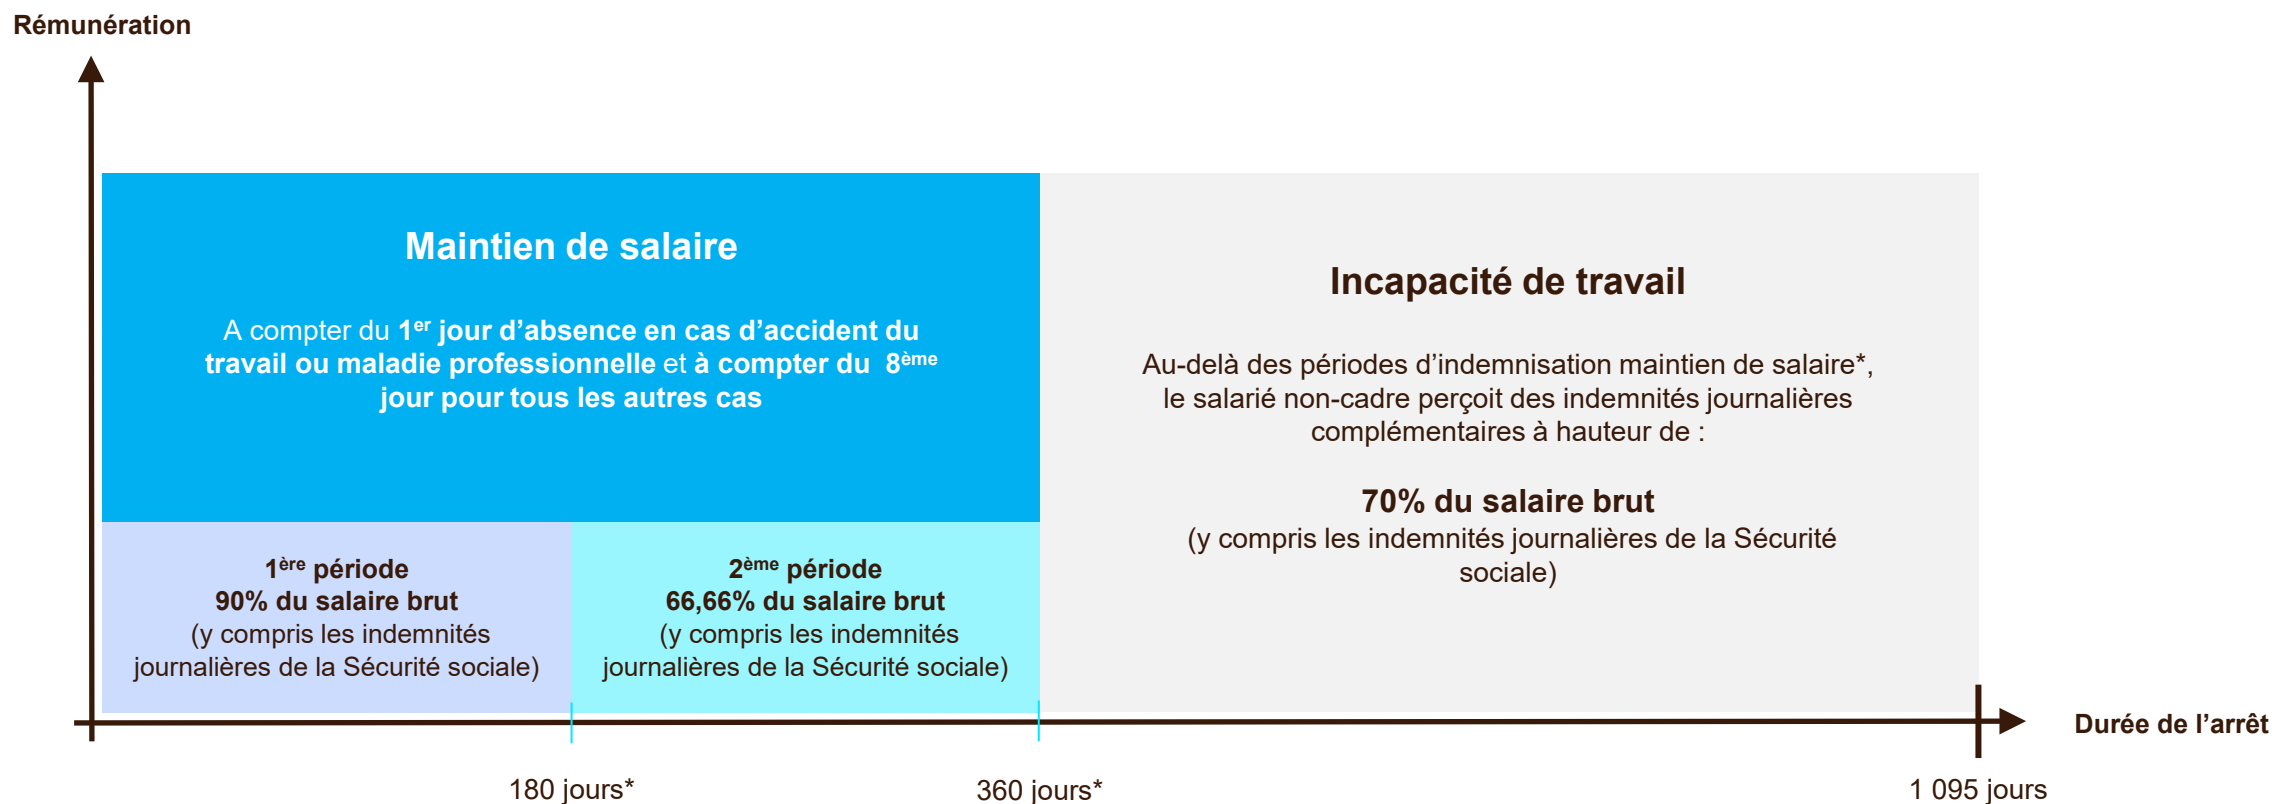 Rémunération
Maintien de salaire
A compter du 1er jour d’absence en cas d’accident du
travail ou maladie professionnelle et à compter du 8ème
jour pour tous les autres cas
1ère période
90% du salaire brut
(y compris les indemnités
journalières de la Sécurité sociale)
2ème période
66,66% du salaire brut
(y compris les indemnités
journalières de la Sécurité sociale)
Incapacité de travail
Au-delà des périodes d’indemnisation maintien de salaire*,
le salarié non-cadre perçoit des indemnités journalières
complémentaires à hauteur de :
70% du salaire brut
(y compris les indemnités journalières de la Sécurité
sociale)
Durée de l’arrêt
180 jours*
360 jours*
1 095 jours